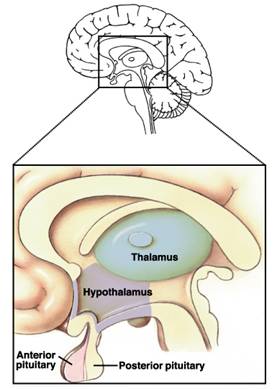 Thalamus
Hypothalamus
Anterior
pituitary
Posterior pituitary